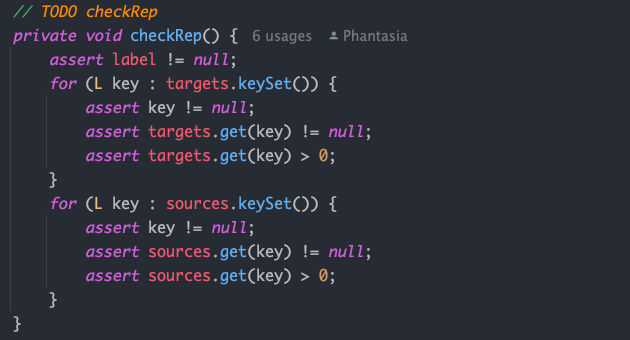 // TODO checkRep
private void checkRep() { 6 usages Phantasia
    assert label != null;
    for (L key : targets.keySet()) {
        assert key != null;
        assert targets.get(key) != null;
        assert targets.get(key) > 0;
    }
    for (L key : sources.keySet()) {
        assert key != null;
        assert sources.get(key) != null;
        assert sources.get(key) > 0;
    }
}